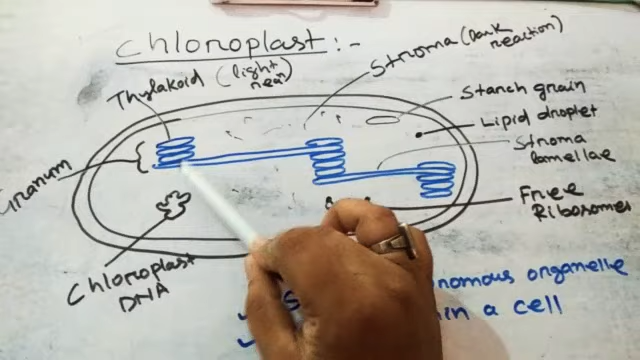 Chloroplast :-
Thylakoid (light rean)
Stroma (dark reaction)
Starch grain
Lipid droplet
Stroma
lamellae
Granum
Free
Ribosomes
Chloroplast
DNA
nomous organelle
in a cell